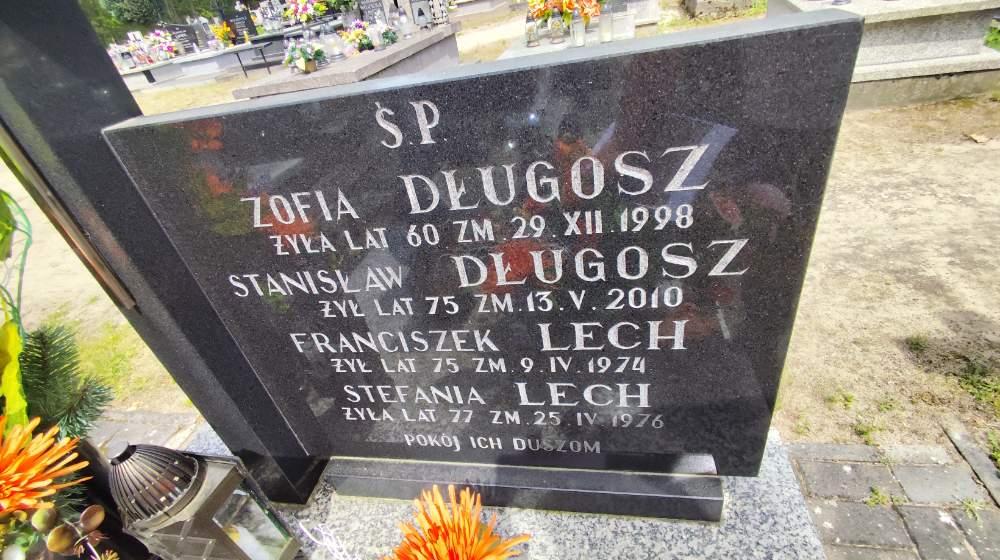 Ś.P.
ZOFIA DŁUGOSZ
ŻYŁA LAT 60 ZM. 29. XII. 1998
STANISŁAW DŁUGOSZ
ŻYŁ LAT 75 ZM. 13. V. 2010
FRANCISZEK LECH
ŻYŁ LAT 75 ZM. 9. IV. 1974
STEFANIA LECH
ŻYŁA LAT 77 ZM. 25. IV. 1976
POKÓJ ICH DUSZOM